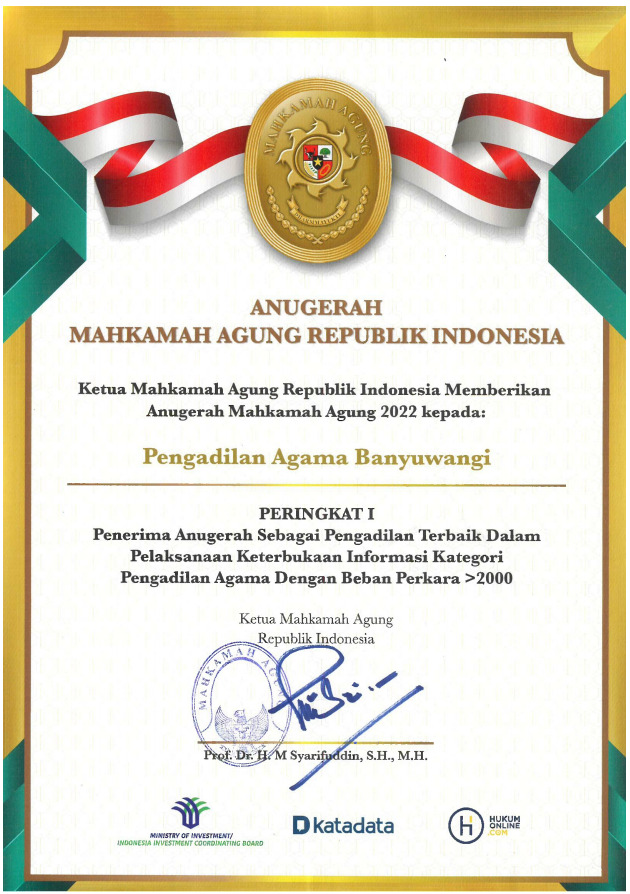 MAHKAMAH AGUNG
ANUGERAH
MAHKAMAH AGUNG REPUBLIK INDONESIA
Ketua Mahkamah Agung Republik Indonesia Memberikan
Anugerah Mahkamah Agung 2022 kepada:
Pengadilan Agama Banyuwangi
PERINGKAT I
Penerima Anugerah Sebagai Pengadilan Terbaik Dalam
Pelaksanaan Keterbukaan Informasi Kategori
Pengadilan Agama Dengan Beban Perkara >2000
Ketua Mahkamah Agung
Republik Indonesia
MAHKAMAH AGUNG
Prof. Dr. H. M Syarifuddin, S.H., M.H.
MINISTRY OF INVESTMENT/
INDONESIA INVESTMENT COORDINATING BOARD
katadata
HUKUM
ONLINE
.COM